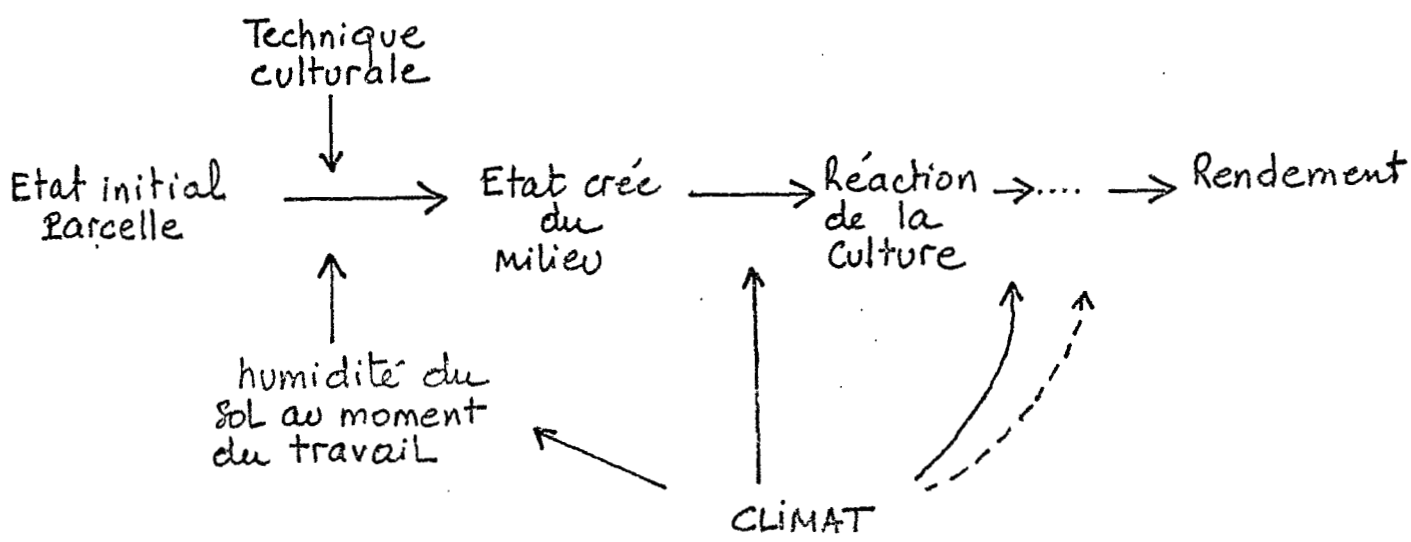 Technique
culturale
Etat initial
Parcelle
Etat crée
du
milieu
Réaction
de la
Culture
....
Rendement
humidité du
sol au moment
du travail
CLIMAT